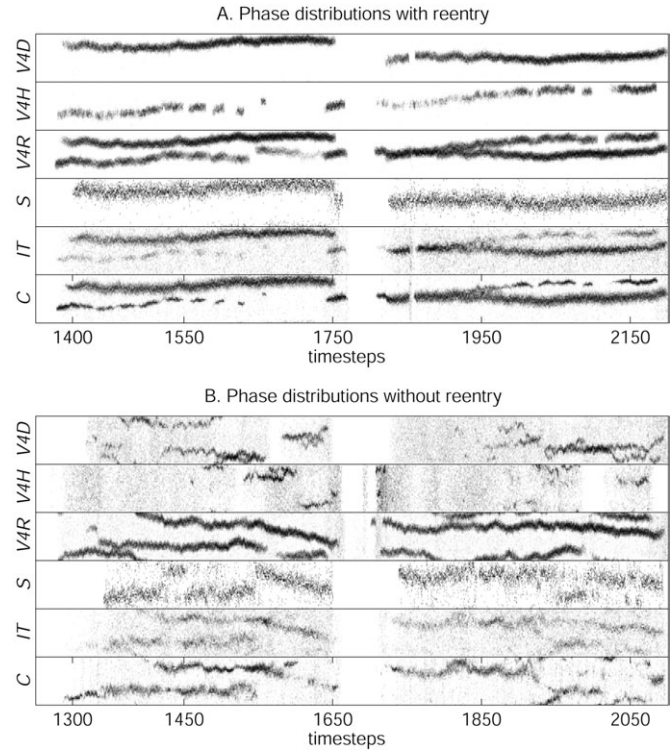 A. Phase distributions with reentry
V4D
V4H
V4R
S
IT
C
1400 1550 1750 1950 2150
timesteps
B. Phase distributions without reentry
V4D
V4H
V4R
S
IT
C
1300 1450 1650 1850 2050
timesteps